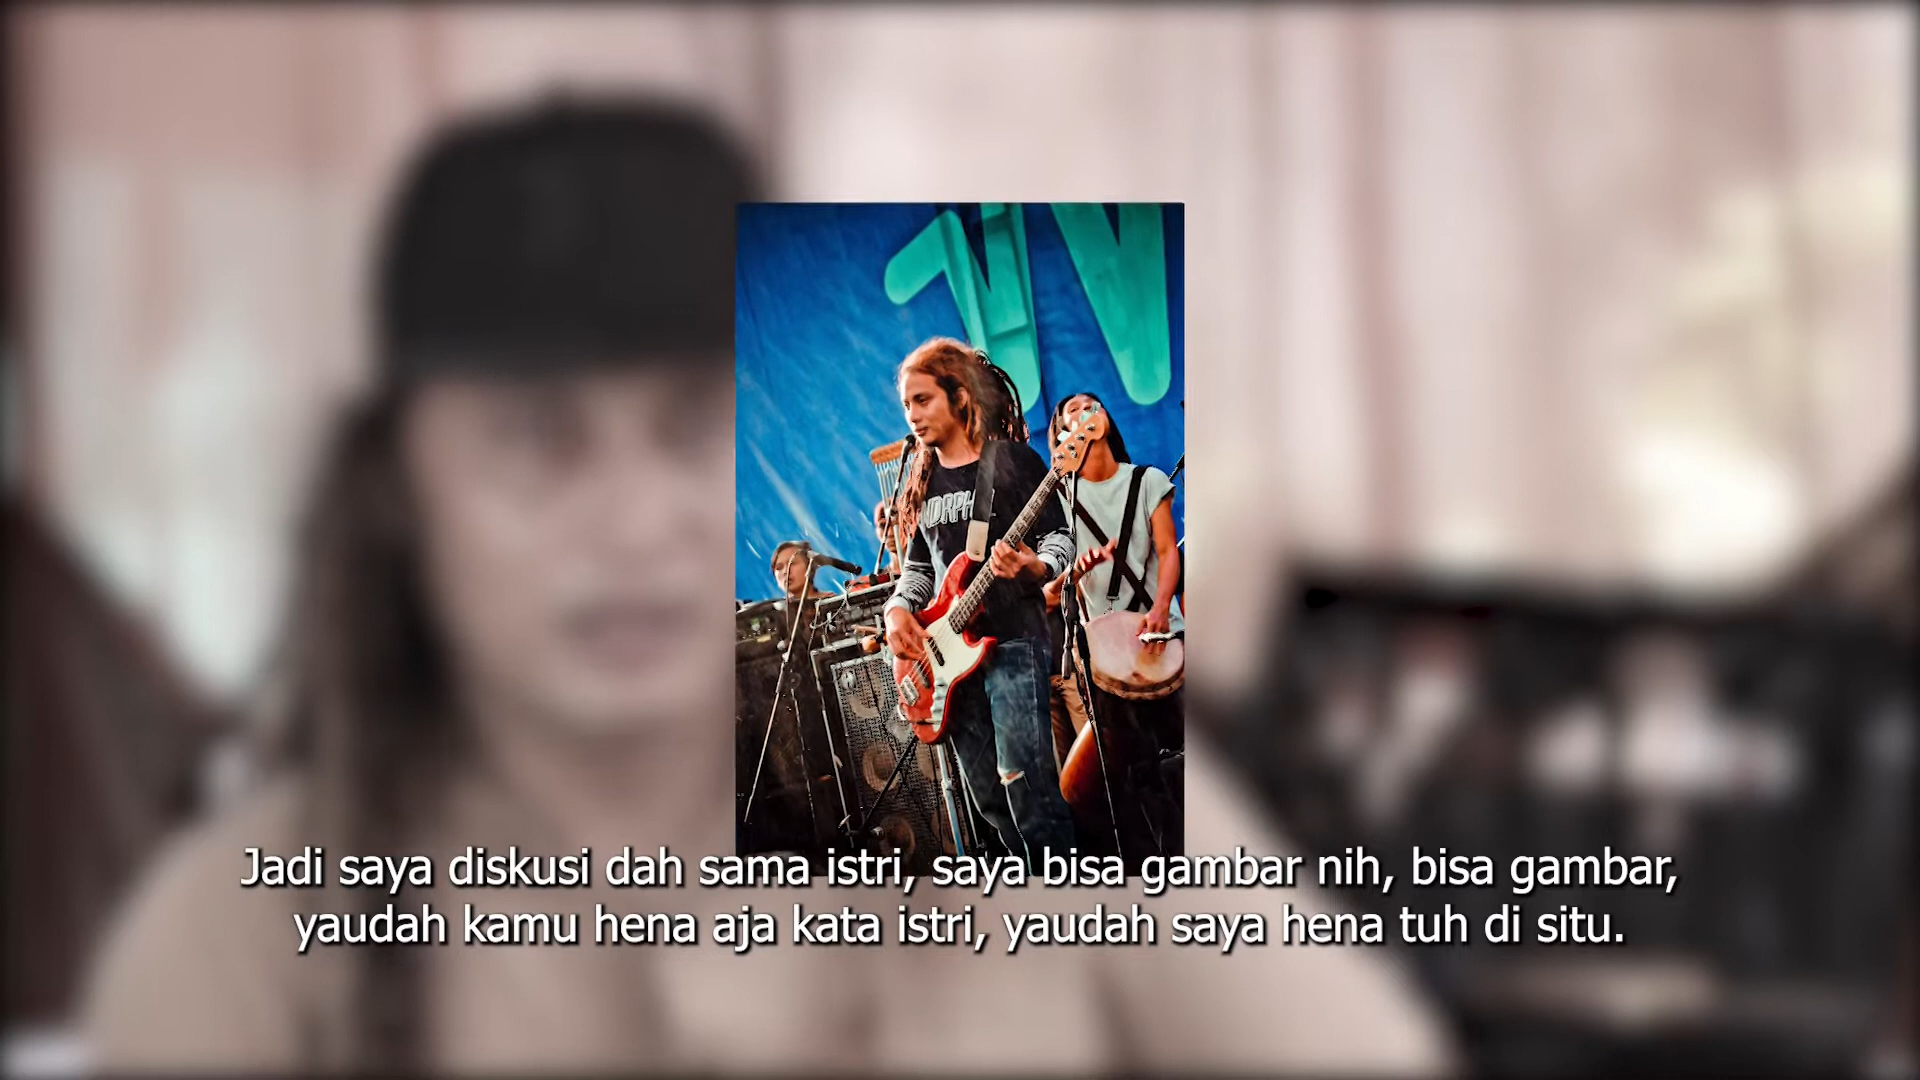 Jadi saya diskusi dah sama istri, saya bisa gambar nih, bisa gambar,
yaudah kamu hena aja kata istri, yaudah saya hena tuh di situ.